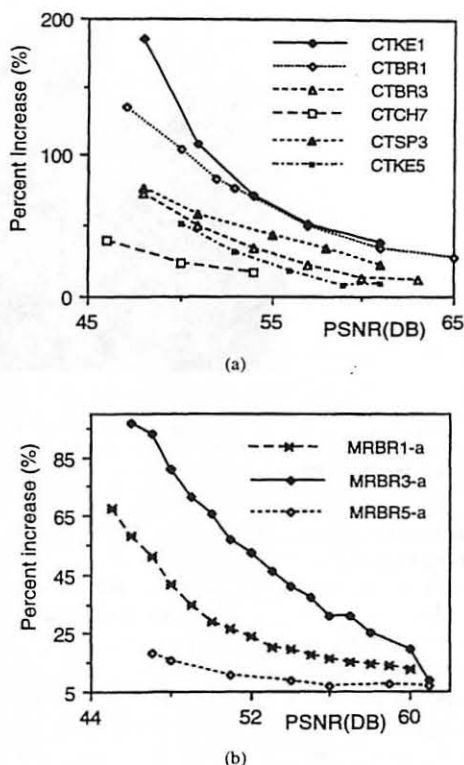 200
CTKE1
CTBR1
CTBR3
CTCH7
CTSP3
CTKE5
100
0
Percent Increase (%)
45
55
65
PSNR(DB)
(a)
85
MRBR1-a
MRBR3-a
MRBR5-a
65
45
25
5
Percent increase (%)
44
52
60
PSNR(DB)
(b)